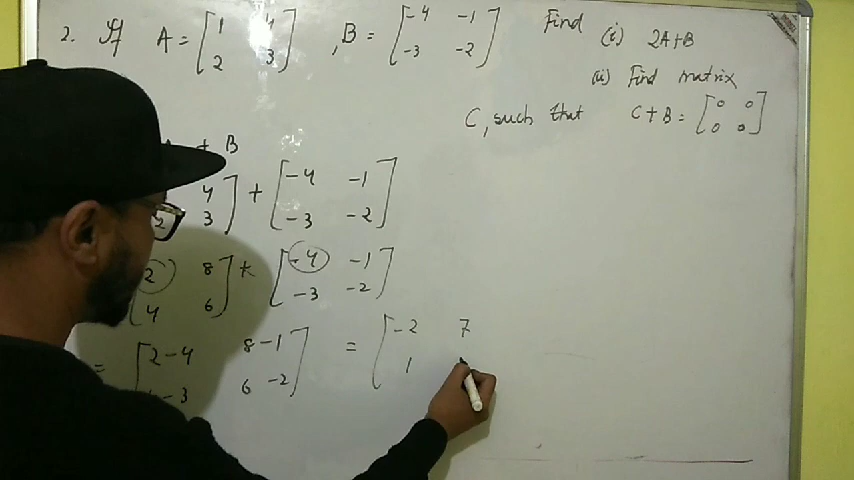 2. If A = [1 4 , B = [-4 -1 Find (i) 2A+B
2 3] -3 -2]
(ii) Find matrix
C, such that C + B = [0 0
0 0]
+ B
4 ] + [-4 -1
2 3 -3 -2]
2 8 ] + [-4 -1
4 6 -3 -2]
= [2-4 8-1 ] = [-2 7
-3 6-2 1